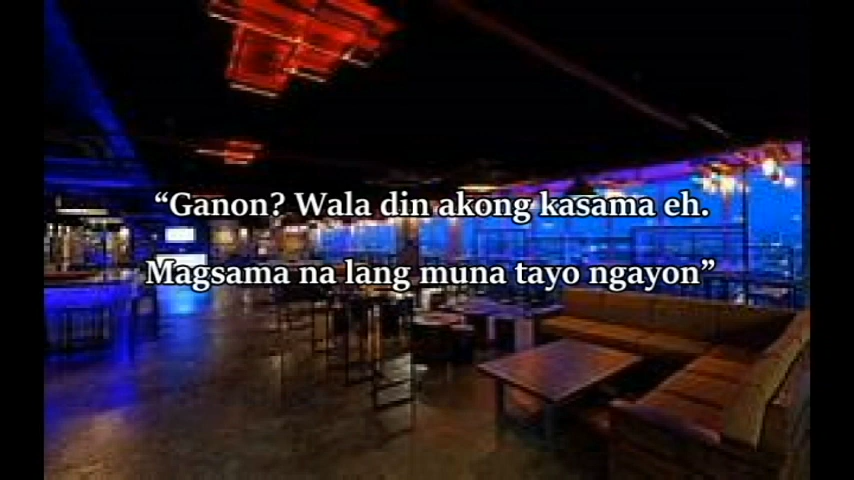 “Ganon? Wala din akong kasama eh.
Magsama na lang muna tayo ngayon”